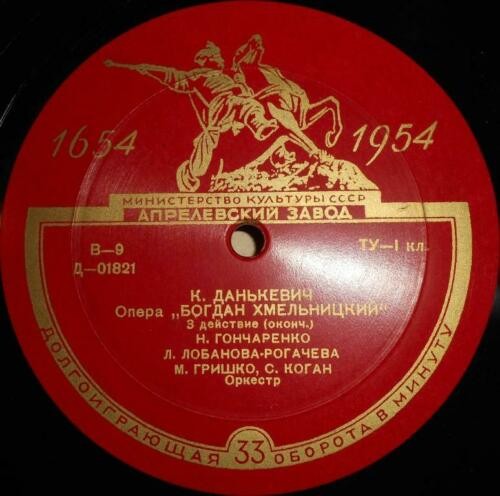 1654 1954
МИНИСТЕРСТВО КУЛЬТУРЫ СССР
АПРЕЛЕВСКИЙ ЗАВОД
В—9
Д—01821
ТУ—I кл.
К. ДАНЬКЕВИЧ
Опера „БОГДАН ХМЕЛЬНИЦКИЙ“
3 действие (оконч.)
Н. ГОНЧАРЕНКО
Л. ЛОБАНОВА-РОГАЧЕВА
М. ГРИШКО, С. КОГАН
Оркестр
ДОЛГОИГРАЮЩАЯ 33 ОБОРОТА В МИНУТУ